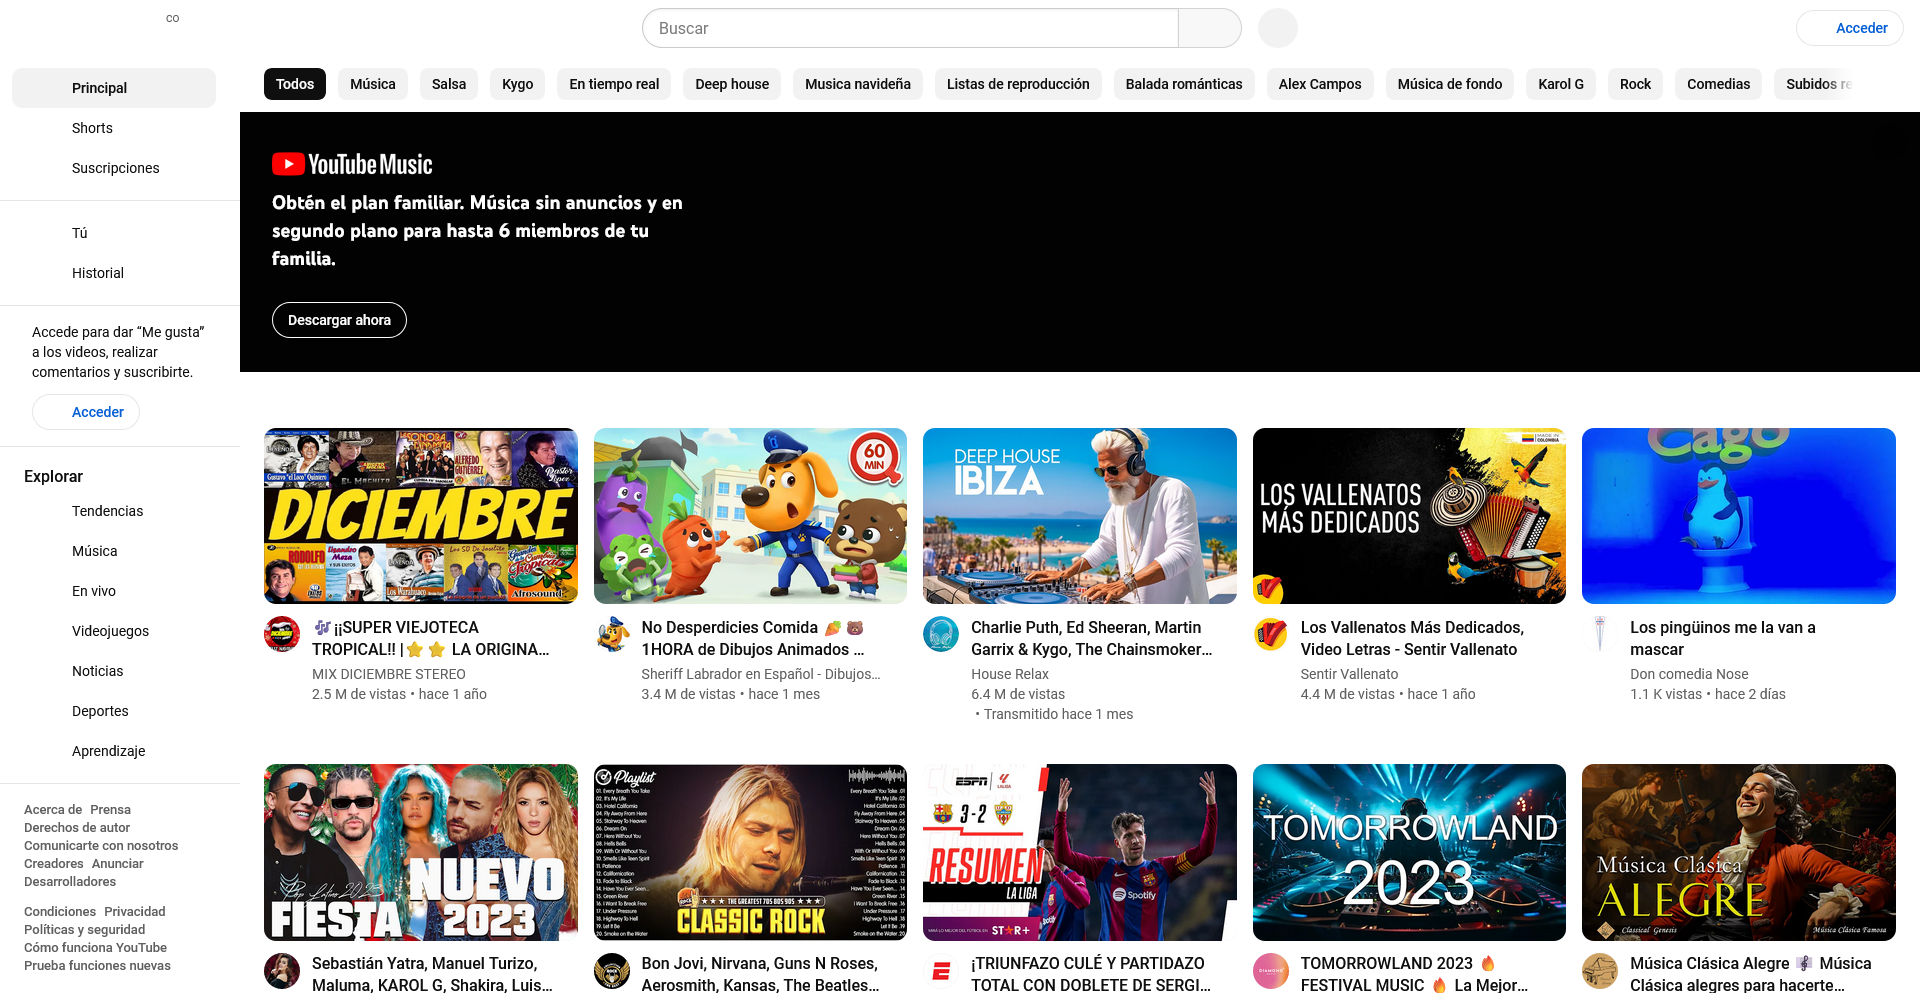 CO
Buscar
Acceder
Principal
Shorts
Suscripciones
Tú
Historial
Accede para dar “Me gusta”
a los videos, realizar
comentarios y suscribirte.
Acceder
Explorar
Tendencias
Música
En vivo
Videojuegos
Noticias
Deportes
Aprendizaje
Acerca de Prensa
Derechos de autor
Comunicarte con nosotros
Creadores Anunciar
Desarrolladores
Condiciones Privacidad
Políticas y seguridad
Cómo funciona YouTube
Prueba funciones nuevas
Todos Música Salsa Kygo En tiempo real Deep house Musica navideña Listas de reproducción Balada románticas Alex Campos Música de fondo Karol G Rock Comedias Subidos re
YouTube Music
Obtén el plan familiar. Música sin anuncios y en
segundo plano para hasta 6 miembros de tu
familia.
Descargar ahora
DICIEMBRE
🎶¡¡SUPER VIEJOTECA
TROPICAL!! |⭐ ⭐ LA ORIGINA...
MIX DICIEMBRE STEREO
2.5 M de vistas • hace 1 año
60
MIN
No Desperdicies Comida 🥕 🐻
1HORA de Dibujos Animados ...
Sheriff Labrador en Español - Dibujos...
3.4 M de vistas • hace 1 mes
DEEP HOUSE
IBIZA
Charlie Puth, Ed Sheeran, Martin
Garrix & Kygo, The Chainsmoker...
House Relax
6.4 M de vistas
• Transmitido hace 1 mes
LOS VALLENATOS
MÁS DEDICADOS
Los Vallenatos Más Dedicados,
Video Letras - Sentir Vallenato
Sentir Vallenato
4.4 M de vistas • hace 1 año
Cago
Los pingüinos me la van a
mascar
Don comedia Nose
1.1 K vistas • hace 2 días
FIESTA
NUEVO
2023
Sebastián Yatra, Manuel Turizo,
Maluma, KAROL G, Shakira, Luis...
Playlist
THE GREATEST 70S 80S 90S
CLASSIC ROCK
Bon Jovi, Nirvana, Guns N Roses,
Aerosmith, Kansas, The Beatles...
ESPN
3-2
RESUMEN
LA LIGA
STAR+
Spotify
¡TRIUNFAZO CULÉ Y PARTIDAZO
TOTAL CON DOBLETE DE SERGI...
TOMORROWLAND
2023
TOMORROWLAND 2023 🔥
FESTIVAL MUSIC 🔥 La Mejor...
Música Clásica
ALEGRE
Classical Genesis
Música Clásica Famosa
Música Clásica Alegre 🎼 Música
Clásica alegres para hacerte...